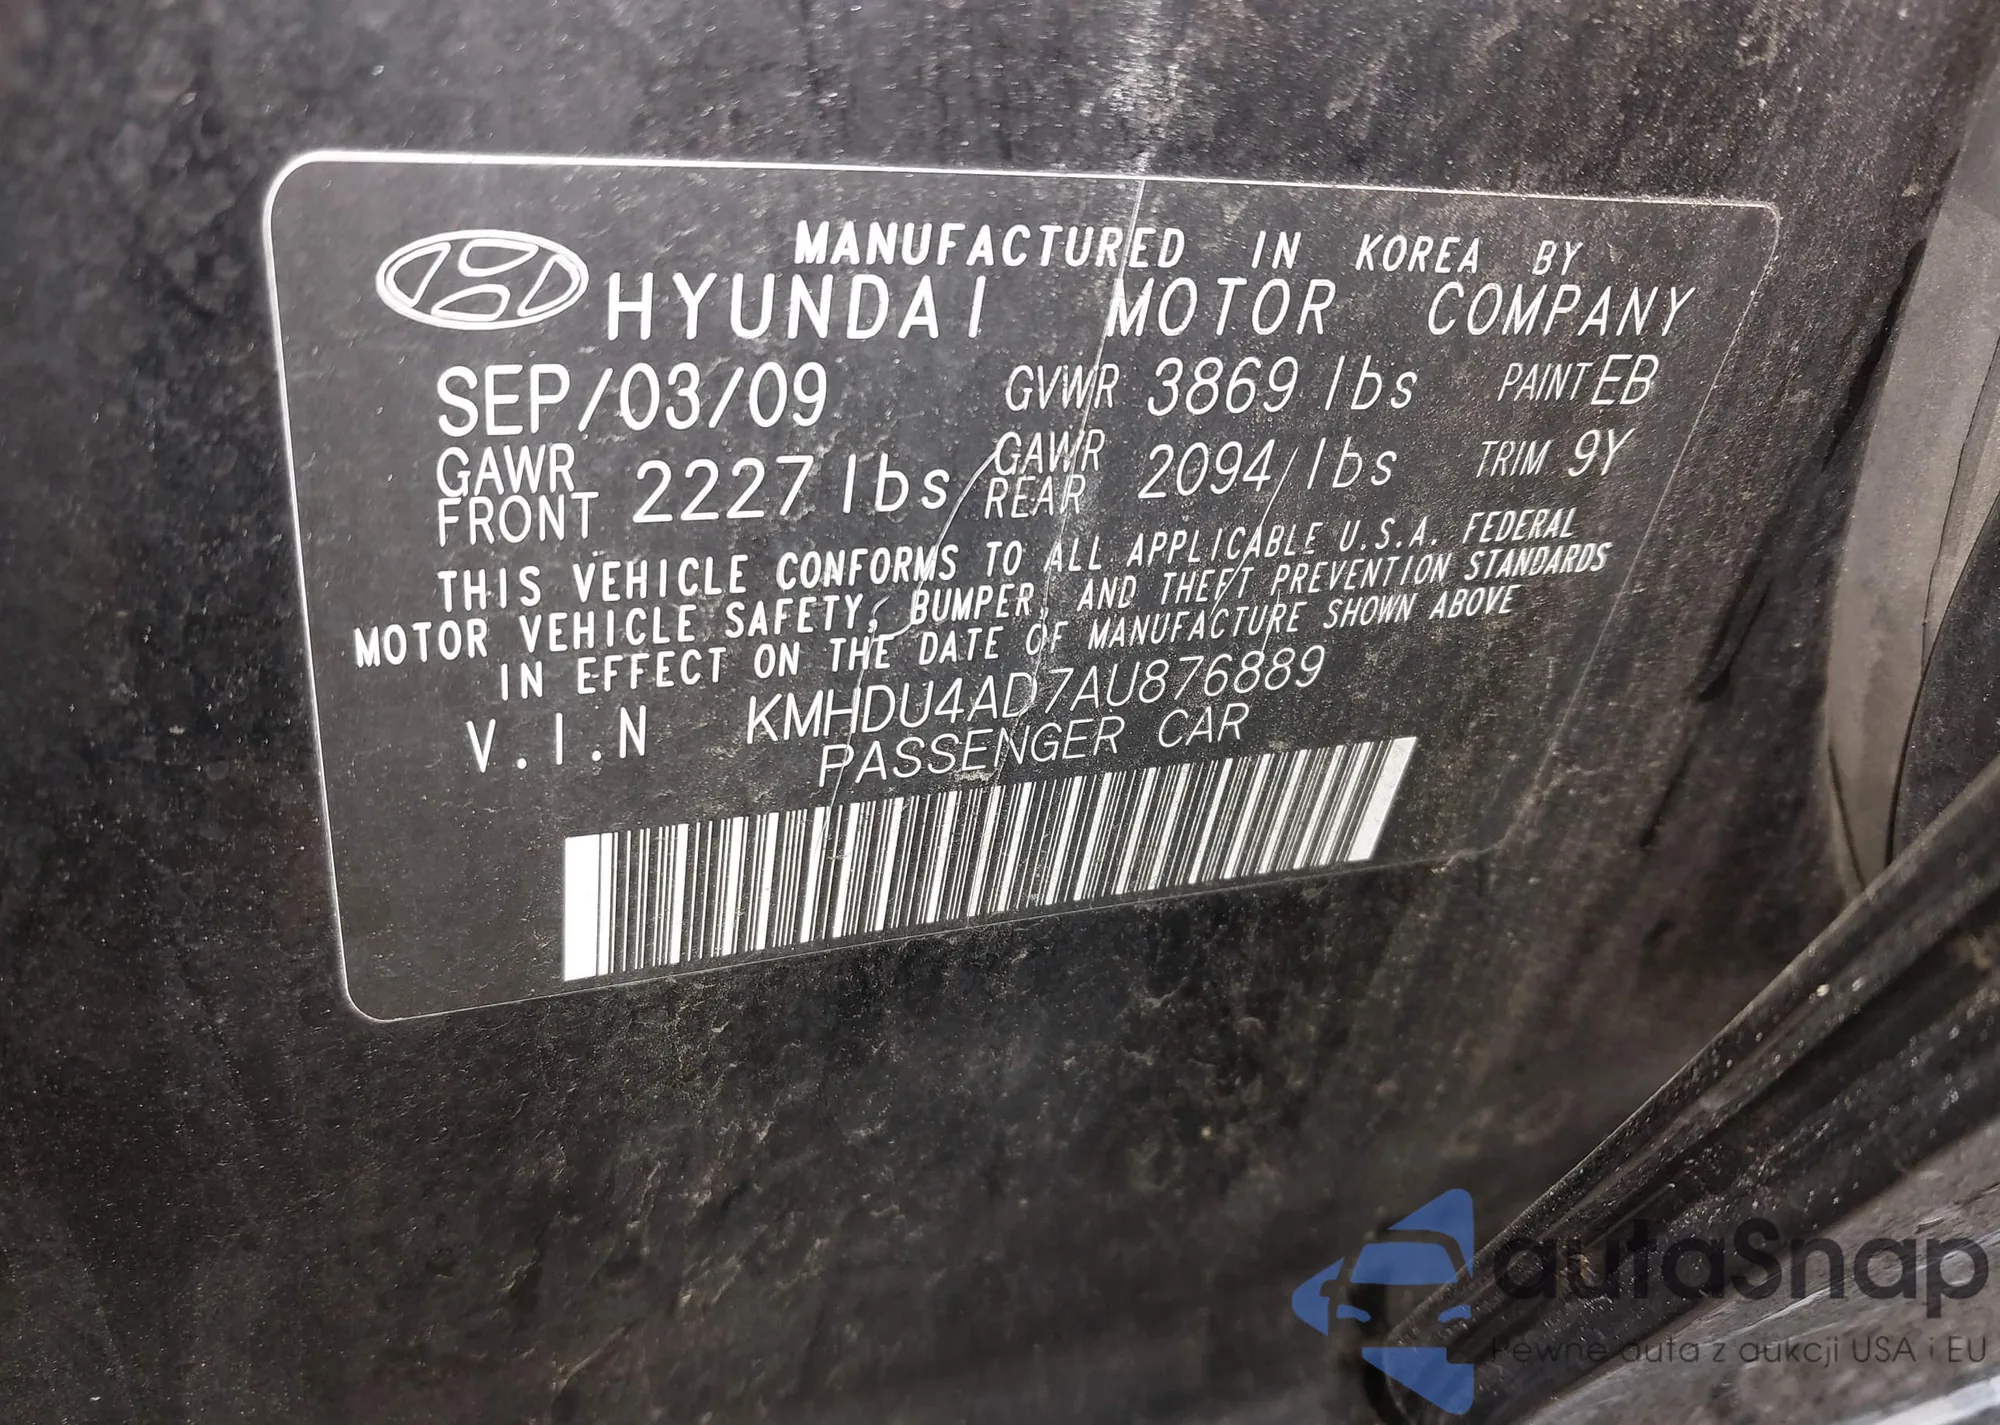 MANUFACTURED IN KOREA BY
HYUNDAI MOTOR COMPANY
SEP/03/09 GVWR 3869 lbs PAINT EB
GAWR FRONT 2227 lbs GAWR REAR 2094 lbs TRIM 9Y
THIS VEHICLE CONFORMS TO ALL APPLICABLE U.S.A. FEDERAL
MOTOR VEHICLE SAFETY, BUMPER, AND THEFT PREVENTION STANDARDS
IN EFFECT ON THE DATE OF MANUFACTURE SHOWN ABOVE
V.I.N KMHDU4AD7AU876889
PASSENGER CAR
autaSnap
Pewne auta z aukcji USA i EU